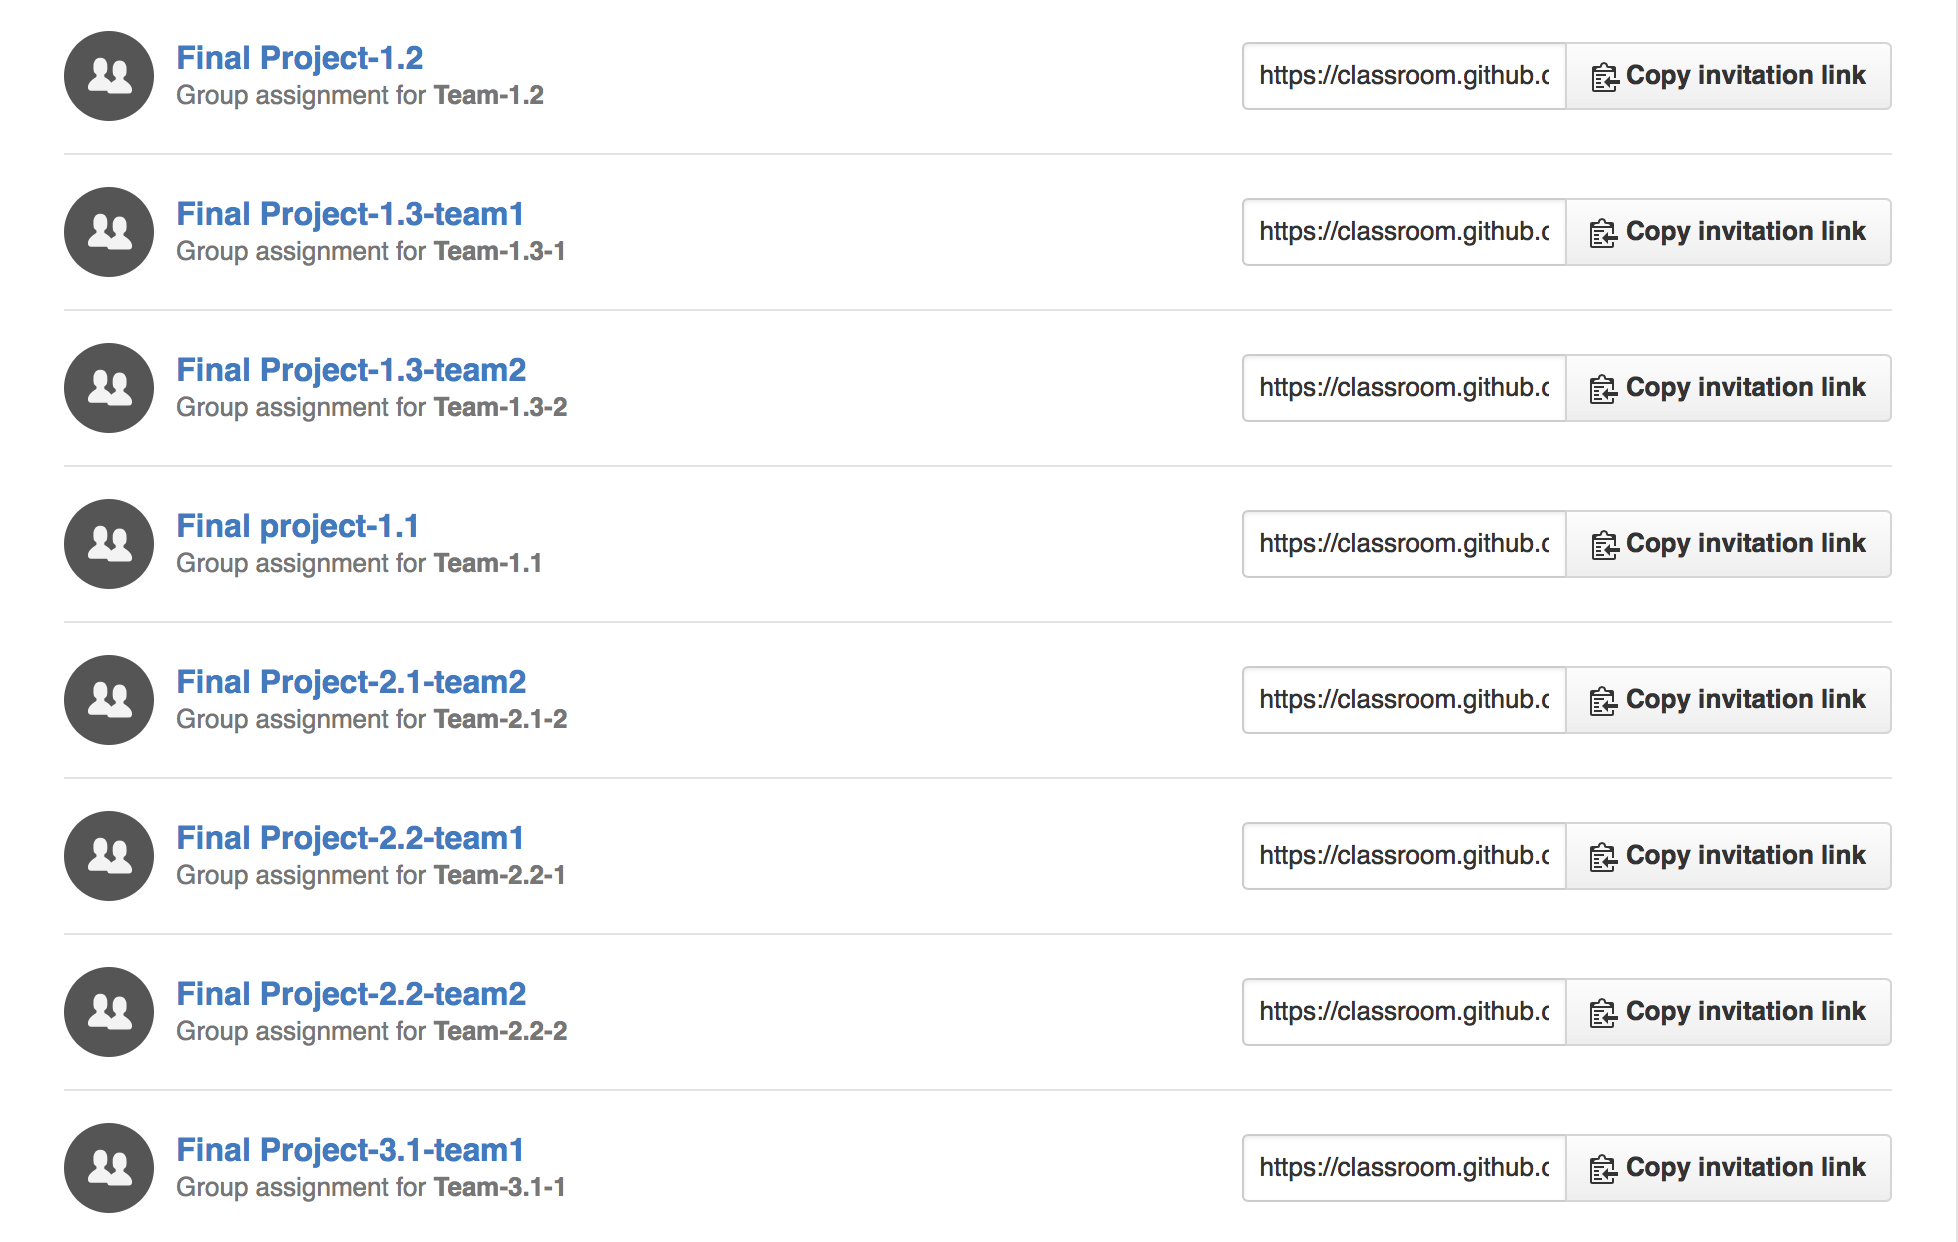 Final Project-1.2
Group assignment for Team-1.2
https://classroom.github.c
Copy invitation link
Final Project-1.3-team1
Group assignment for Team-1.3-1
https://classroom.github.c
Copy invitation link
Final Project-1.3-team2
Group assignment for Team-1.3-2
https://classroom.github.c
Copy invitation link
Final project-1.1
Group assignment for Team-1.1
https://classroom.github.c
Copy invitation link
Final Project-2.1-team2
Group assignment for Team-2.1-2
https://classroom.github.c
Copy invitation link
Final Project-2.2-team1
Group assignment for Team-2.2-1
https://classroom.github.c
Copy invitation link
Final Project-2.2-team2
Group assignment for Team-2.2-2
https://classroom.github.c
Copy invitation link
Final Project-3.1-team1
Group assignment for Team-3.1-1
https://classroom.github.c
Copy invitation link